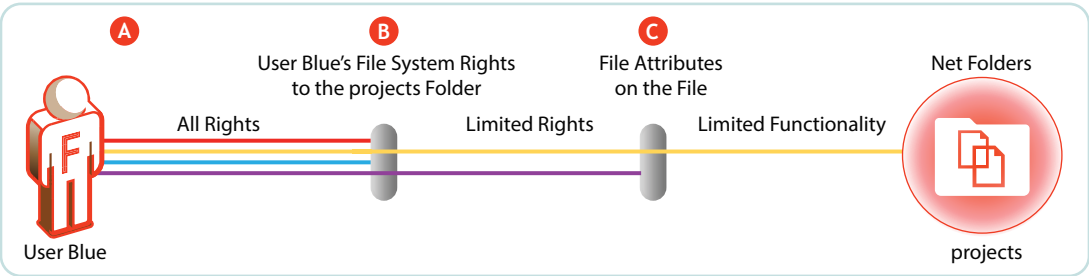 A
B
C
User Blue's File System Rights
to the projects Folder
File Attributes
on the File
Net Folders
All Rights
Limited Rights
Limited Functionality
F
User Blue
projects